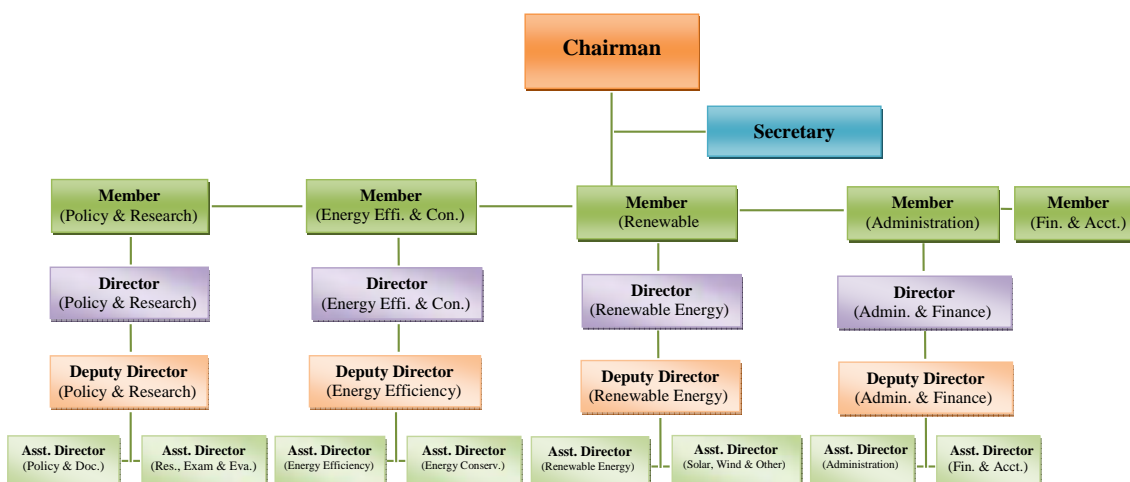 Chairman
Secretary
Member
(Policy & Research)
Member
(Energy Effi. & Con.)
Member
(Renewable
Member
(Administration)
Member
(Fin. & Acct.)
Director
(Policy & Research)
Director
(Energy Effi. & Con.)
Director
(Renewable Energy)
Director
(Admin. & Finance)
Deputy Director
(Policy & Research)
Deputy Director
(Energy Efficiency)
Deputy Director
(Renewable Energy)
Deputy Director
(Admin. & Finance)
Asst. Director
(Policy & Doc.)
Asst. Director
(Res., Exam & Eva.)
Asst. Director
(Energy Efficiency)
Asst. Director
(Energy Conserv.)
Asst. Director
(Renewable Energy)
Asst. Director
(Solar, Wind & Other)
Asst. Director
(Administration)
Asst. Director
(Fin. & Acct.)